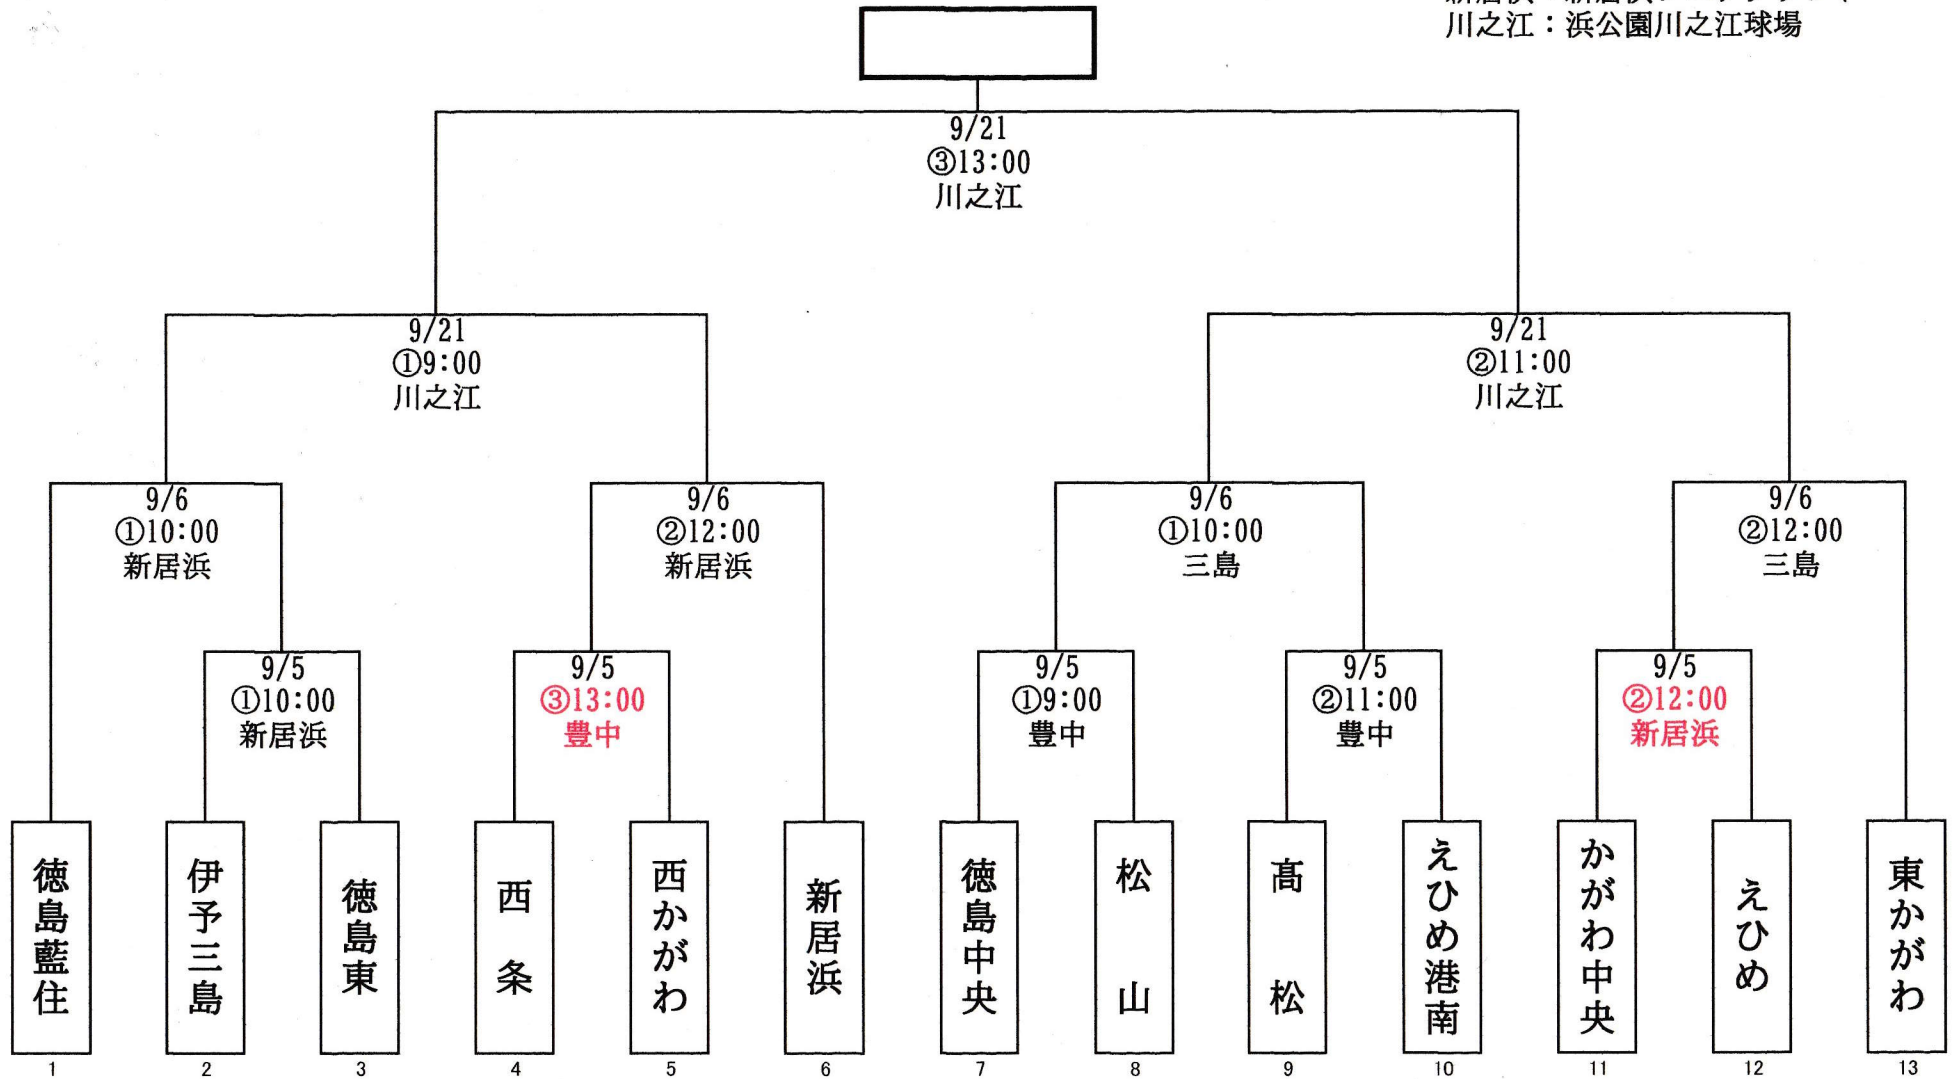 川之江：浜公園川之江球場
9/21
③13:00
川之江
9/21
①9:00
川之江
9/21
②11:00
川之江
9/6
①10:00
新居浜
9/6
②12:00
新居浜
9/6
①10:00
三島
9/6
②12:00
三島
9/5
①10:00
新居浜
9/5
③13:00
豊中
9/5
①9:00
豊中
9/5
②11:00
豊中
9/5
②12:00
新居浜
徳島藍住
伊予三島
徳島東
西条
西かがわ
新居浜
徳島中央
松山
髙松
えひめ港南
かがわ中央
えひめ
東かがわ
1
2
3
4
5
6
7
8
9
10
11
12
13